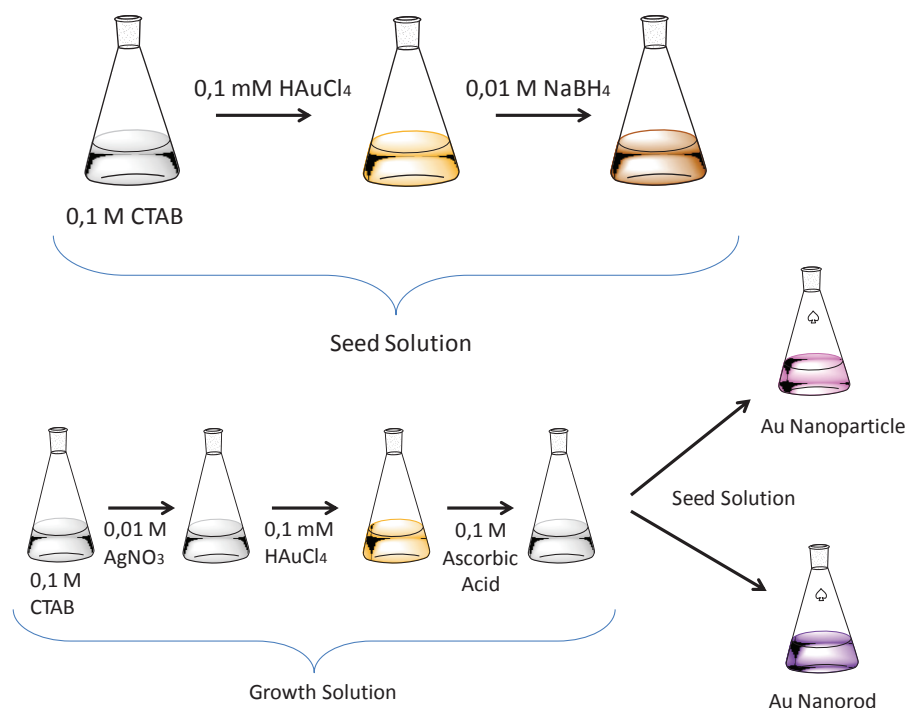 0,1 mM HAuCl₄
0,01 M NaBH₄
0,1 M CTAB
Seed Solution
Au Nanoparticle
Seed Solution
0,01 M
AgNO₃
0,1 mM
HAuCl₄
0,1 M
Ascorbic
Acid
0,1 M
CTAB
Growth Solution
Au Nanorod